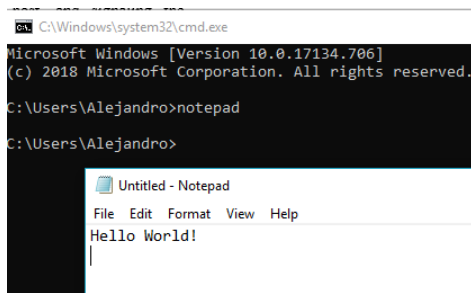 C:\Windows\system32\cmd.exe
Microsoft Windows [Version 10.0.17134.706]
(c) 2018 Microsoft Corporation. All rights reserved.
C:\Users\Alejandro>notepad
C:\Users\Alejandro>
Untitled - Notepad
File Edit Format View Help
Hello World!